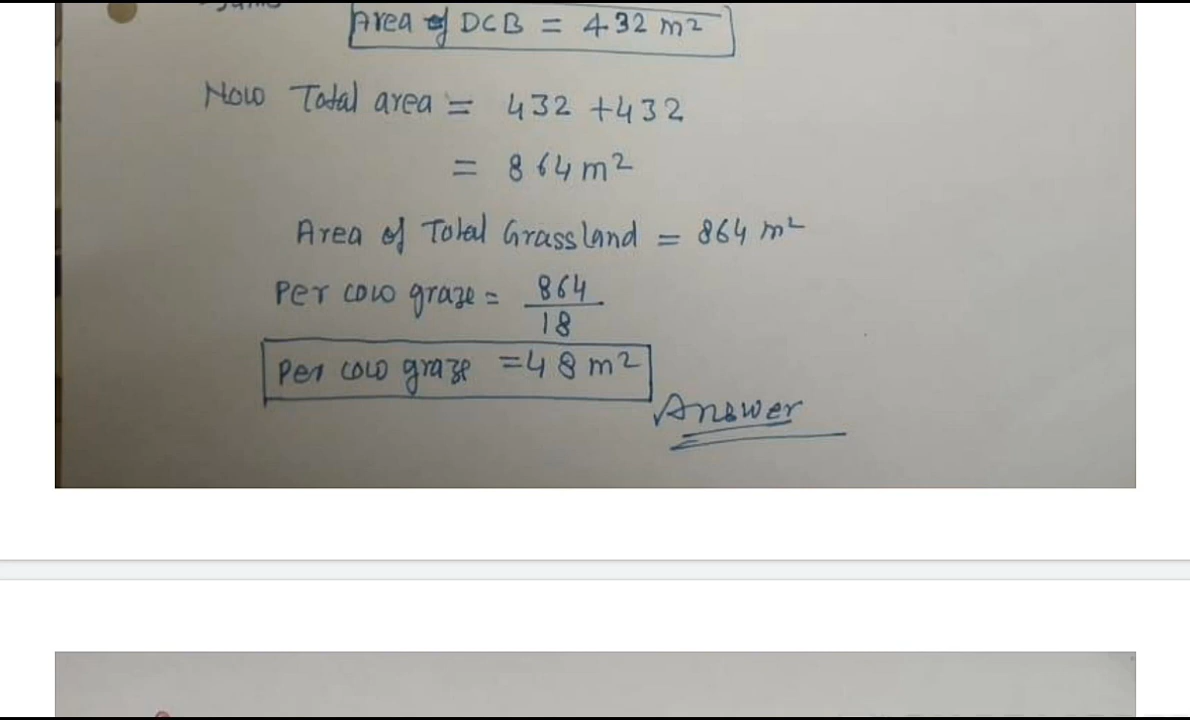 Area of DCB = 432 m²
Now Total area = 432 + 432
= 864 m²
Area of Total Grassland = 864 m²
Per cow graze = 864
18
Per cow graze = 48 m²
Answer